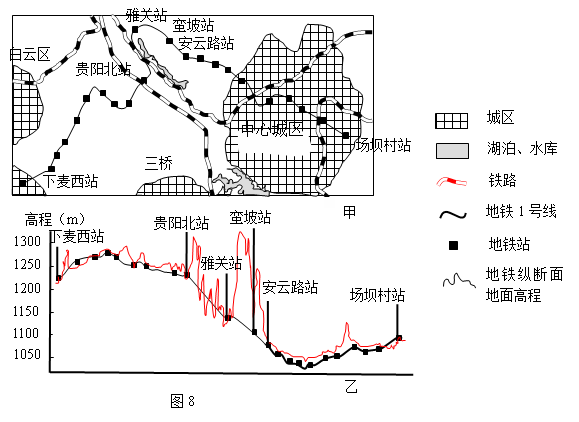 雅关站
蛮坡站
安云路站
白云区
贵阳北站
中心城区
场坝村站
三桥
下麦西站
甲
城区
湖泊、水库
铁路
地铁1号线
地铁站
地铁纵断面
地面高程
高程（m）
下麦西站
贵阳北站
蛮坡站
雅关站
安云路站
场坝村站
1300
1250
1200
1150
1100
1050
乙
图8